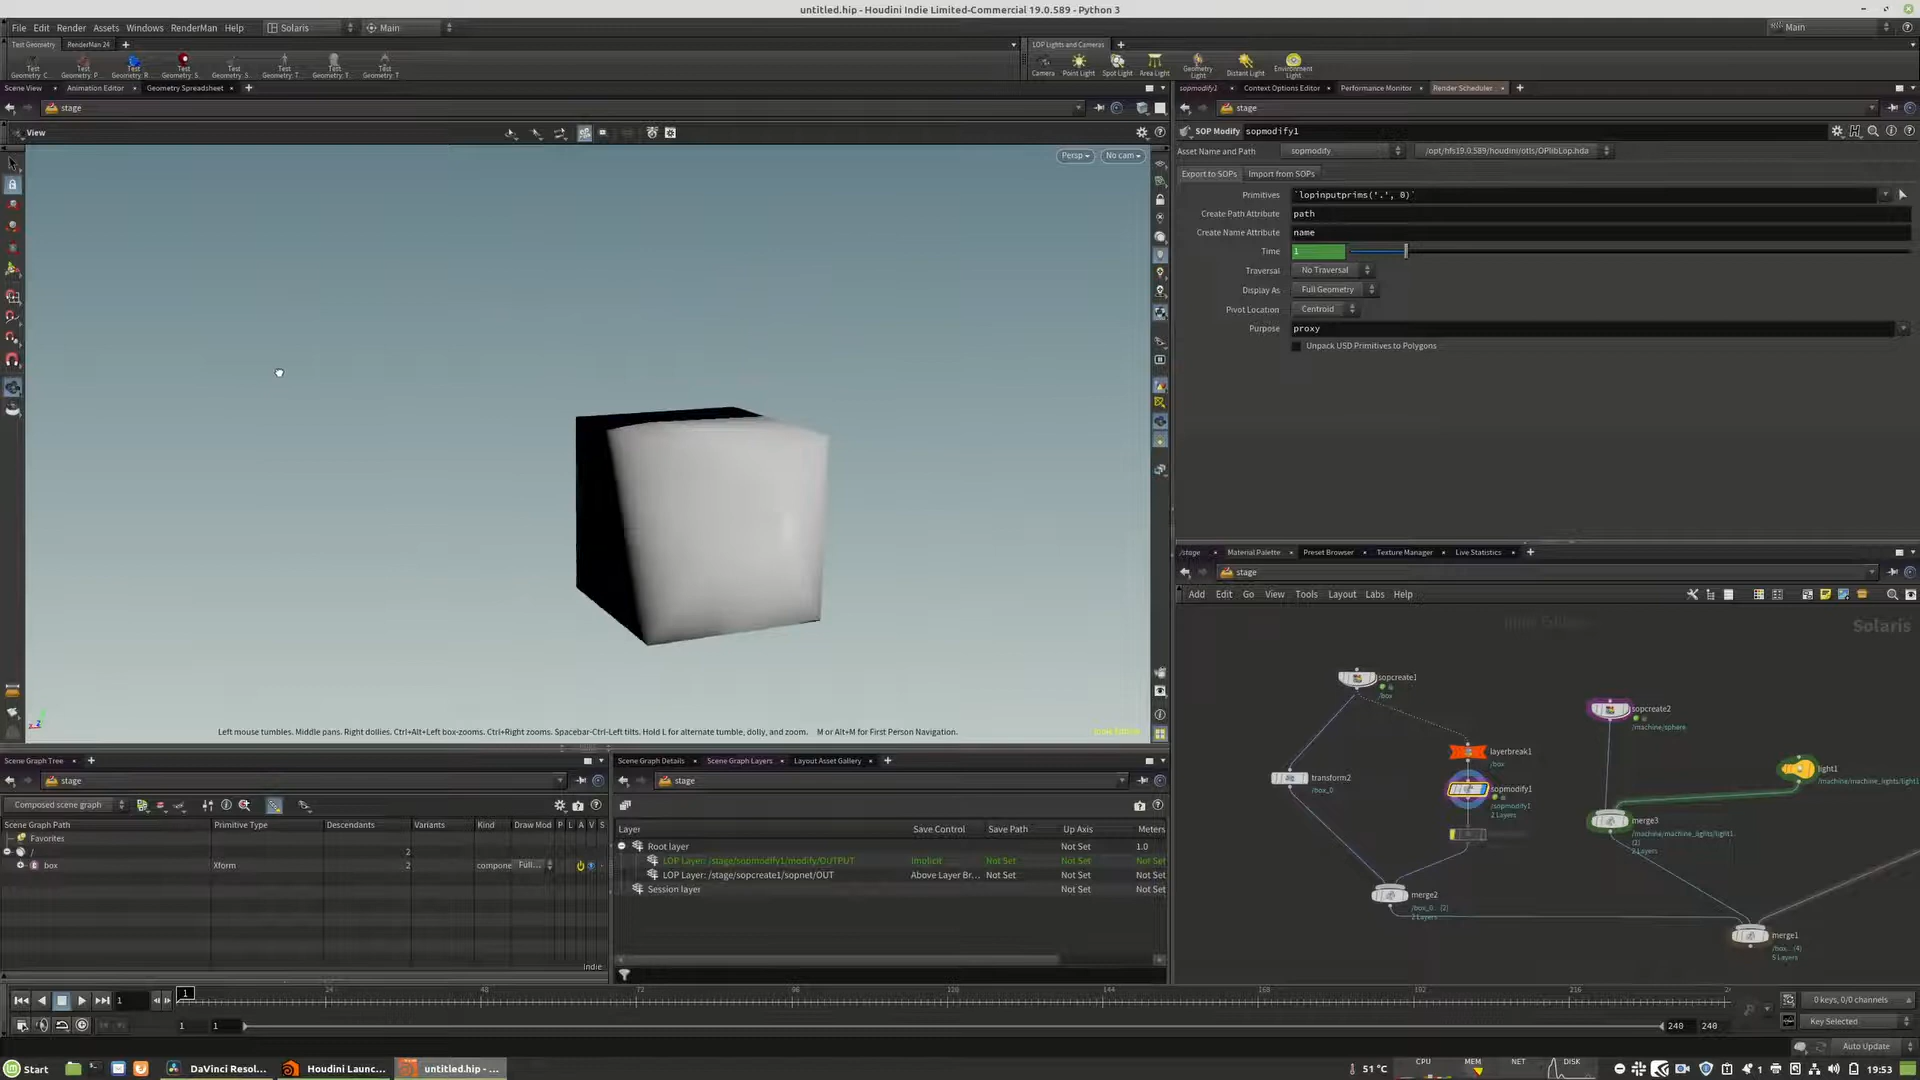 untitled.hip - Houdini Indie Limited-Commercial 19.0.589 - Python 3
File Edit Render Assets Windows RenderMan Help Solaris Main Main
Test Geometry RenderMan 24 LOP Lights and Cameras
Test Geometry: C... Test Geometry: P... Test Geometry: R... Test Geometry: S... Test Geometry: S... Test Geometry: T... Test Geometry: T... Test Geometry: T
Camera Point Light Spot Light Area Light Geometry Light Distant Light Environment Light
Scene View Animation Editor Geometry Spreadsheet
stage
View
Persp No cam
Left mouse tumbles. Middle pans. Right dollies. Ctrl+Alt+Left box-zooms. Ctrl+Right zooms. Spacebar-Ctrl-Left tilts. Hold L for alternate tumble, dolly, and zoom. M or Alt+M for First Person Navigation.
Indie Edition
sopmodify1 Context Options Editor Performance Monitor Render Scheduler
stage
SOP Modify sopmodify1
Asset Name and Path sopmodify /opt/hfs19.0.589/houdini/otls/OPlibLop.hda
Export to SOPs Import from SOPs
Primitives `lopinputprims('.', 0)`
Create Path Attribute path
Create Name Attribute name
Time 1
Traversal No Traversal
Display As Full Geometry
Pivot Location Centroid
Purpose proxy
Unpack USD Primitives to Polygons
/stage Material Palette Preset Browser Texture Manager Live Statistics
stage
Add Edit Go View Tools Layout Labs Help
Indie Edition Solaris
sopcreate1
/box
sopcreate2
/machine/sphere
layerbreak1
/box
light1
/machine/machine_lights/light1
transform2
/box_0
sopmodify1
/sopmodify1
2 Layers
merge3
/machine/machine_lights/light1
(2)
2 Layers
merge2
/box_0... (2)
2 Layers
merge1
/box,... (4)
5 Layers
Scene Graph Tree
stage
Composed scene graph
Scene Graph Path Primitive Type Descendants Variants Kind Draw Mod P L A V S
Favorites
/ 2
box Xform 2 compone Full...
Indie
Scene Graph Details Scene Graph Layers Layout Asset Gallery
stage
Layer Save Control Save Path Up Axis Meters
Root layer Not Set 1.0
LOP Layer: /stage/sopmodify1/modify/OUTPUT Implicit Not Set Not Set Not Se
LOP Layer: /stage/sopcreate1/sopnet/OUT Above Layer Br... Not Set Not Set Not Se
Session layer Not Set Not Se
1 1 24 48 72 96 120 144 168 192 216 2
0 keys, 0/0 channels
1 1 240 240 Key Selected
Auto Update
Start DaVinci Resol... Houdini Launc... untitled.hip - ... 51 °C CPU MEM NET DISK 1 19:53